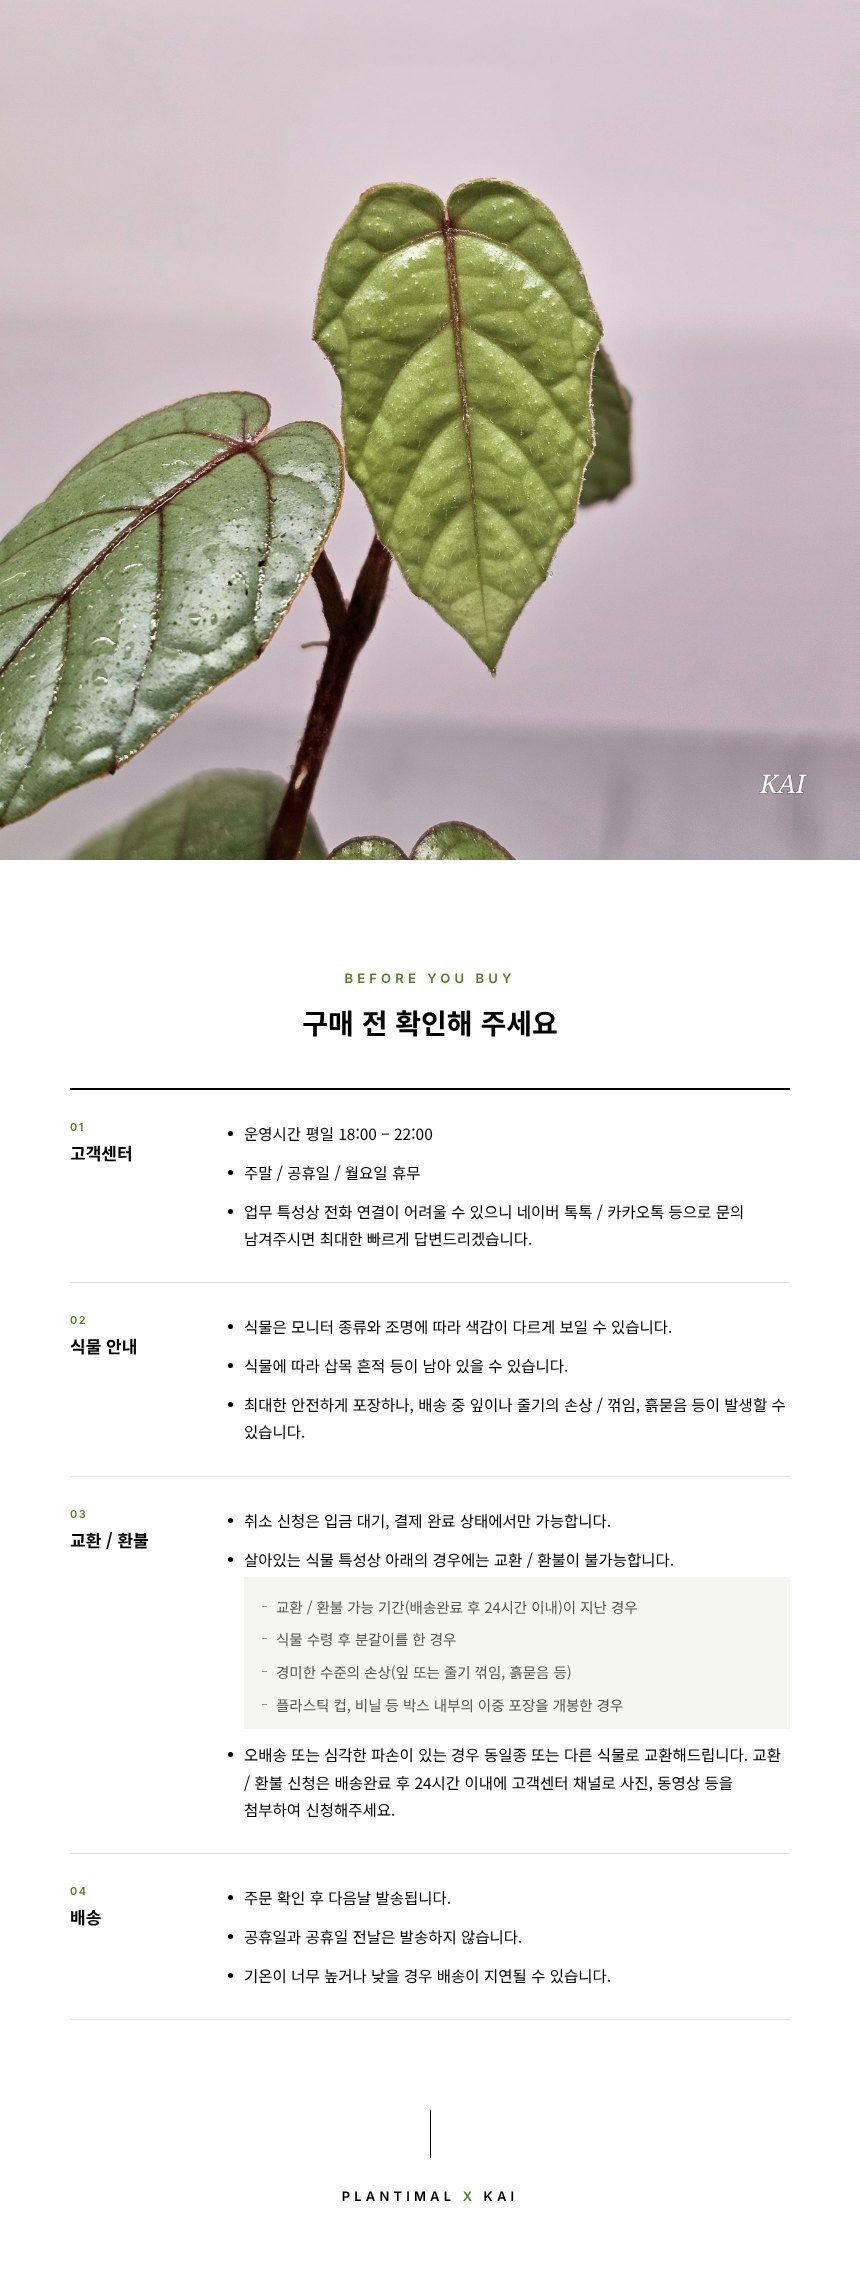 KAI
BEFORE YOU BUY
구매 전 확인해 주세요
01
고객센터
운영시간 평일 18:00 – 22:00
주말 / 공휴일 / 월요일 휴무
업무 특성상 전화 연결이 어려울 수 있으니 네이버 톡톡 / 카카오톡 등으로 문의
남겨주시면 최대한 빠르게 답변드리겠습니다.
02
식물 안내
식물은 모니터 종류와 조명에 따라 색감이 다르게 보일 수 있습니다.
식물에 따라 삽목 흔적 등이 남아 있을 수 있습니다.
최대한 안전하게 포장하나, 배송 중 잎이나 줄기의 손상 / 꺾임, 흙묻음 등이 발생할 수
있습니다.
03
교환 / 환불
취소 신청은 입금 대기, 결제 완료 상태에서만 가능합니다.
살아있는 식물 특성상 아래의 경우에는 교환 / 환불이 불가능합니다.
– 교환 / 환불 가능 기간(배송완료 후 24시간 이내)이 지난 경우
– 식물 수령 후 분갈이를 한 경우
– 경미한 수준의 손상(잎 또는 줄기 꺾임, 흙묻음 등)
– 플라스틱 컵, 비닐 등 박스 내부의 이중 포장을 개봉한 경우
오배송 또는 심각한 파손이 있는 경우 동일종 또는 다른 식물로 교환해드립니다. 교환
/ 환불 신청은 배송완료 후 24시간 이내에 고객센터 채널로 사진, 동영상 등을
첨부하여 신청해주세요.
04
배송
주문 확인 후 다음날 발송됩니다.
공휴일과 공휴일 전날은 발송하지 않습니다.
기온이 너무 높거나 낮을 경우 배송이 지연될 수 있습니다.
PLANTIMAL X KAI